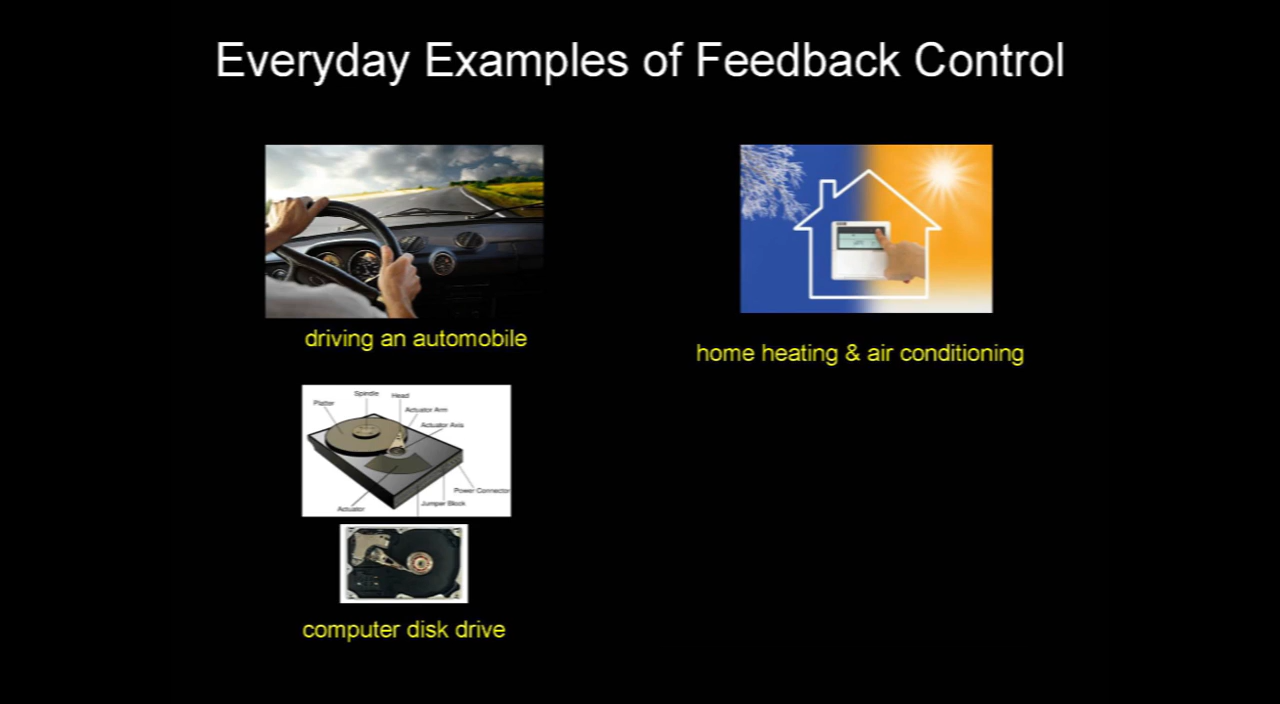 Everyday Examples of Feedback Control
driving an automobile
home heating & air conditioning
Spindle
Head
Platter
Actuator Arm
Actuator Axis
Power Connector
Jumper Block
Actuator
computer disk drive